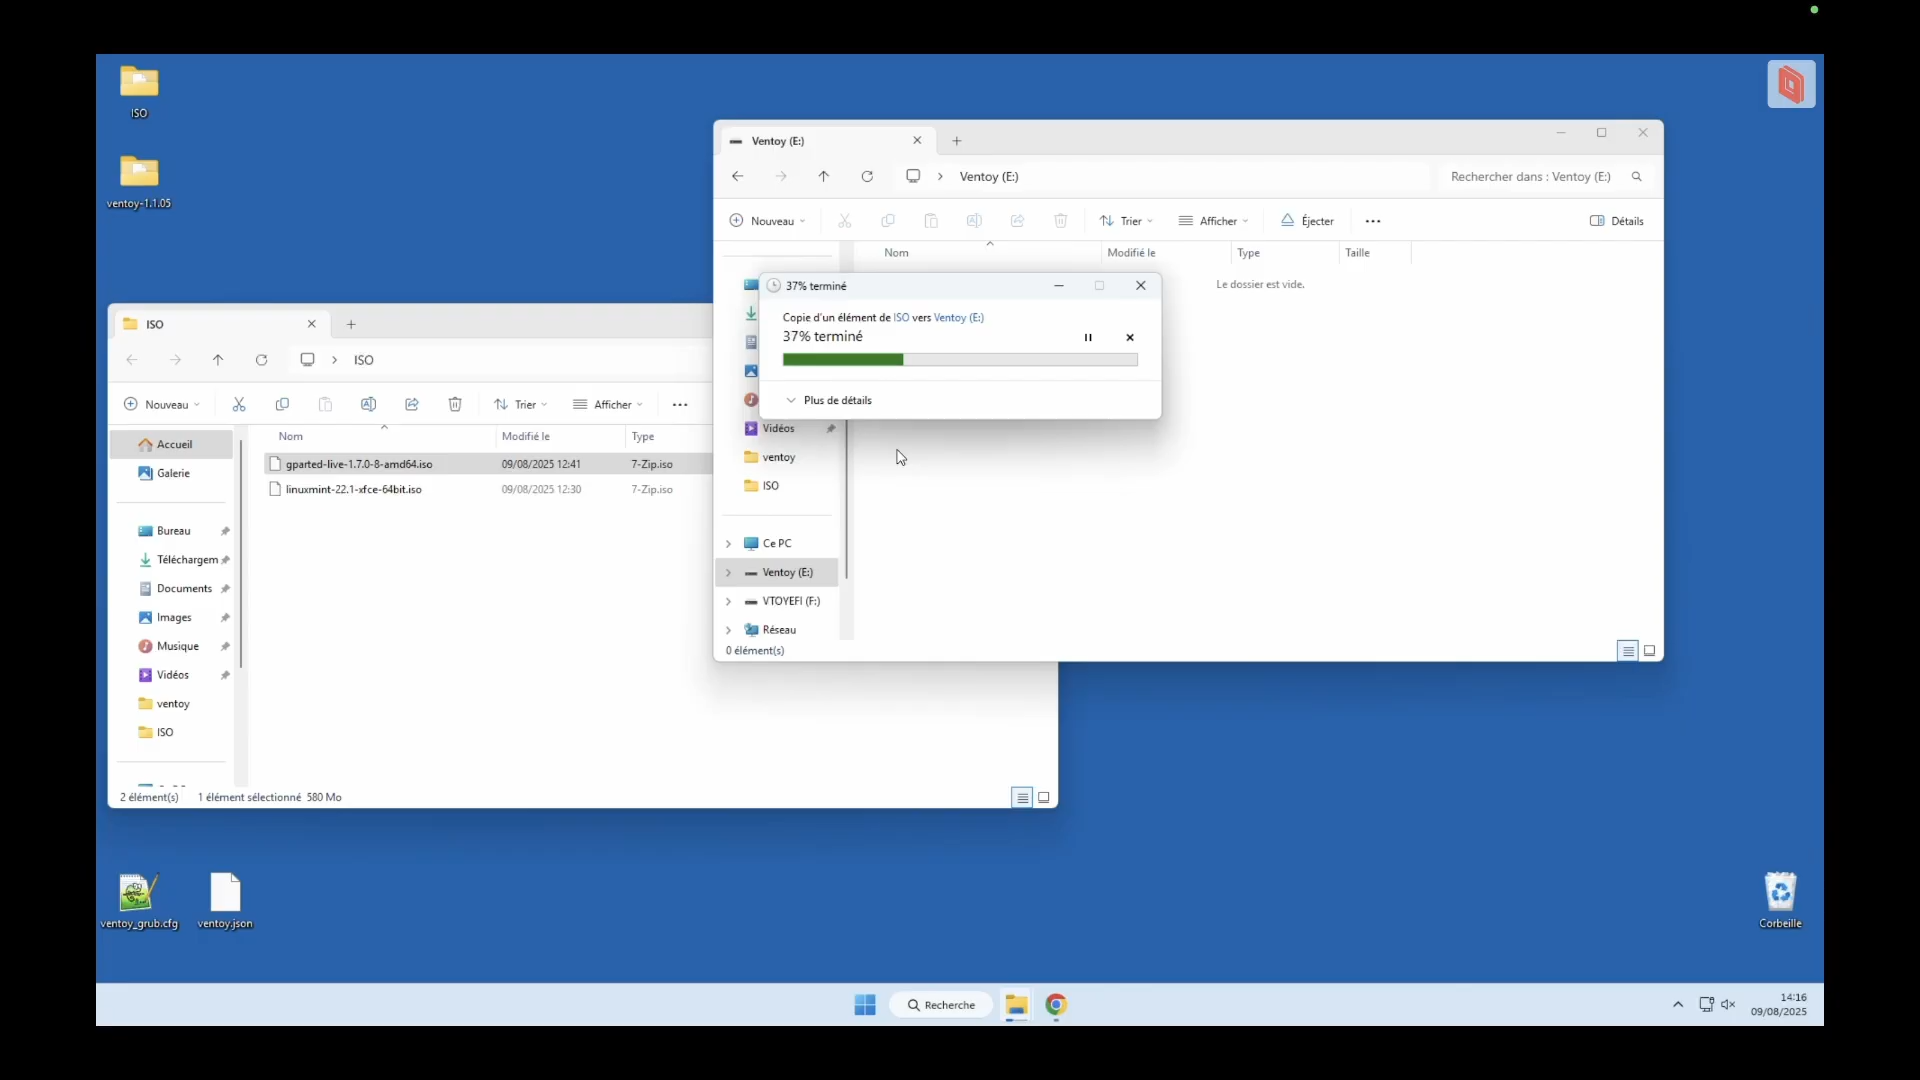 ISO
ventoy-1.1.05
Ventoy (E:)
Ventoy (E:)
Rechercher dans : Ventoy (E:)
Nouveau
Trier
Afficher
Éjecter
Détails
Nom
Modifié le
Type
Taille
Le dossier est vide.
37% terminé
Copie d'un élément de ISO vers Ventoy (E:)
37% terminé
Plus de détails
Vidéos
ventoy
ISO
Ce PC
Ventoy (E:)
VTOYEFI (F:)
Réseau
0 élément(s)
ISO
ISO
Nouveau
Trier
Afficher
Nom
Modifié le
Type
gparted-live-1.7.0-8-amd64.iso
09/08/2025 12:41
7-Zip.iso
linuxmint-22.1-xfce-64bit.iso
09/08/2025 12:30
7-Zip.iso
Accueil
Galerie
Bureau
Téléchargem
Documents
Images
Musique
Vidéos
ventoy
ISO
2 élément(s)
1 élément sélectionné 580 Mo
ventoy_grub.cfg
ventoy.json
Corbeille
Recherche
14:16
09/08/2025